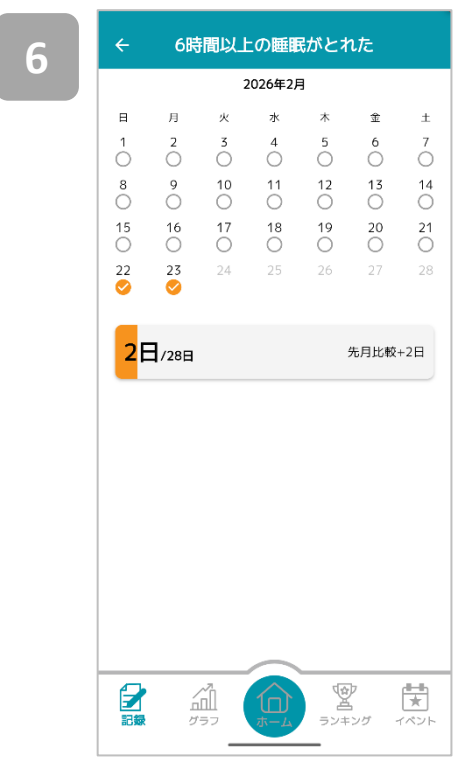 6
6時間以上の睡眠がとれた
2026年2月
日 月 火 水 木 金 土
1 2 3 4 5 6 7
8 9 10 11 12 13 14
15 16 17 18 19 20 21
22 23 24 25 26 27 28
2日/28日 先月比較+2日
記録 グラフ ホーム ランキング イベント